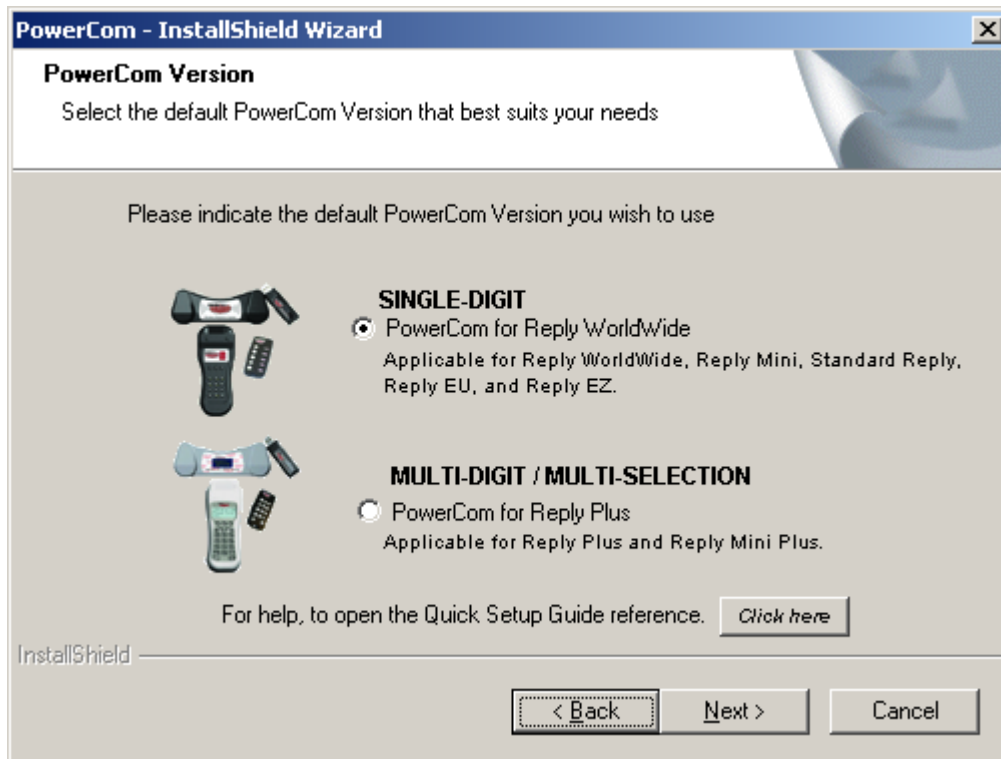 PowerCom - InstallShield Wizard
PowerCom Version
Select the default PowerCom Version that best suits your needs
Please indicate the default PowerCom Version you wish to use
SINGLE-DIGIT
PowerCom for Reply WorldWide
Applicable for Reply WorldWide, Reply Mini, Standard Reply,
Reply EU, and Reply EZ.
MULTI-DIGIT / MULTI-SELECTION
PowerCom for Reply Plus
Applicable for Reply Plus and Reply Mini Plus.
For help, to open the Quick Setup Guide reference. Click here
InstallShield
< Back Next > Cancel